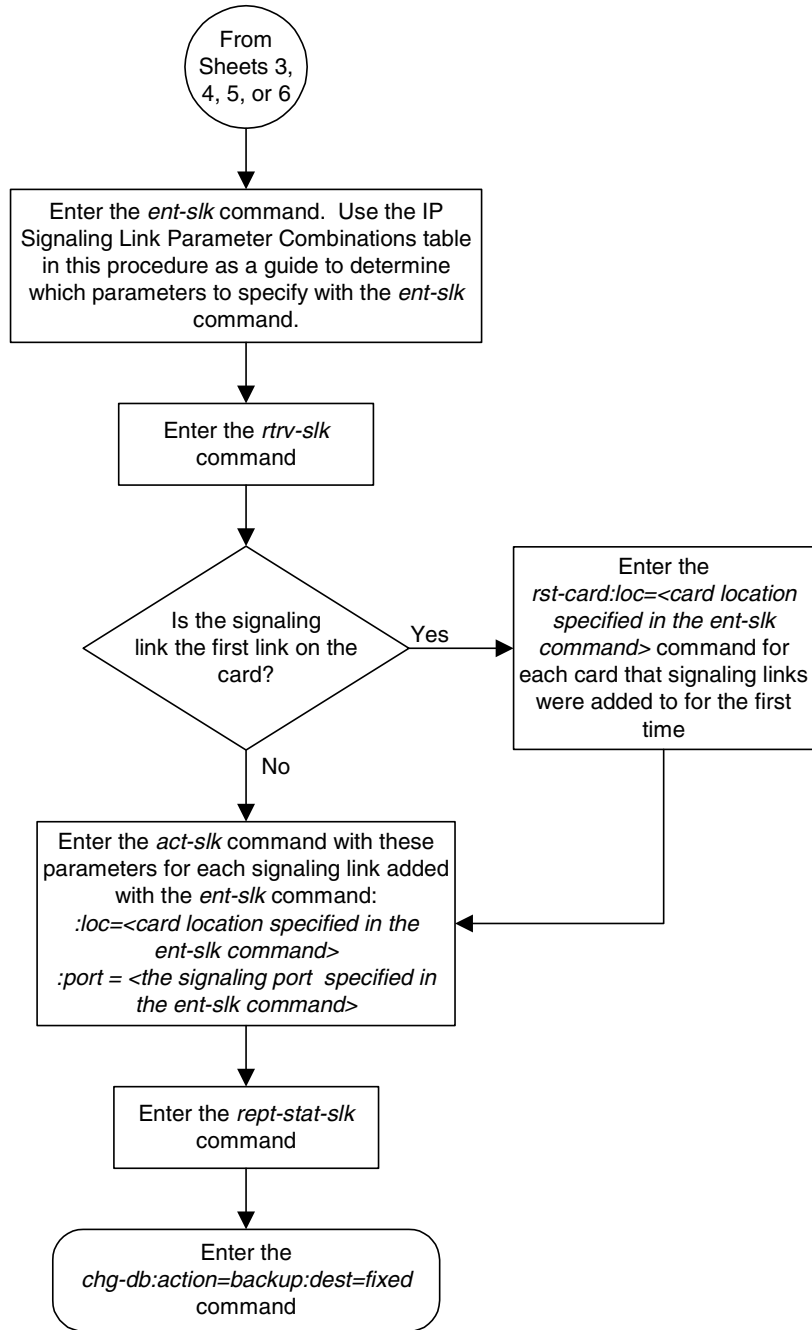 From
Sheets 3,
4, 5, or 6
Enter the ent-slk command. Use the IP
Signaling Link Parameter Combinations table
in this procedure as a guide to determine
which parameters to specify with the ent-slk
command.
Enter the rtrv-slk
command
Is the signaling
link the first link on the
card?
Yes
Enter the
rst-card:loc=<card location
specified in the ent-slk
command> command for
each card that signaling links
were added to for the first
time
No
Enter the act-slk command with these
parameters for each signaling link added
with the ent-slk command:
:loc=<card location specified in the
ent-slk command>
:port = <the signaling port specified in
the ent-slk command>
Enter the rept-stat-slk
command
Enter the
chg-db:action=backup:dest=fixed
command